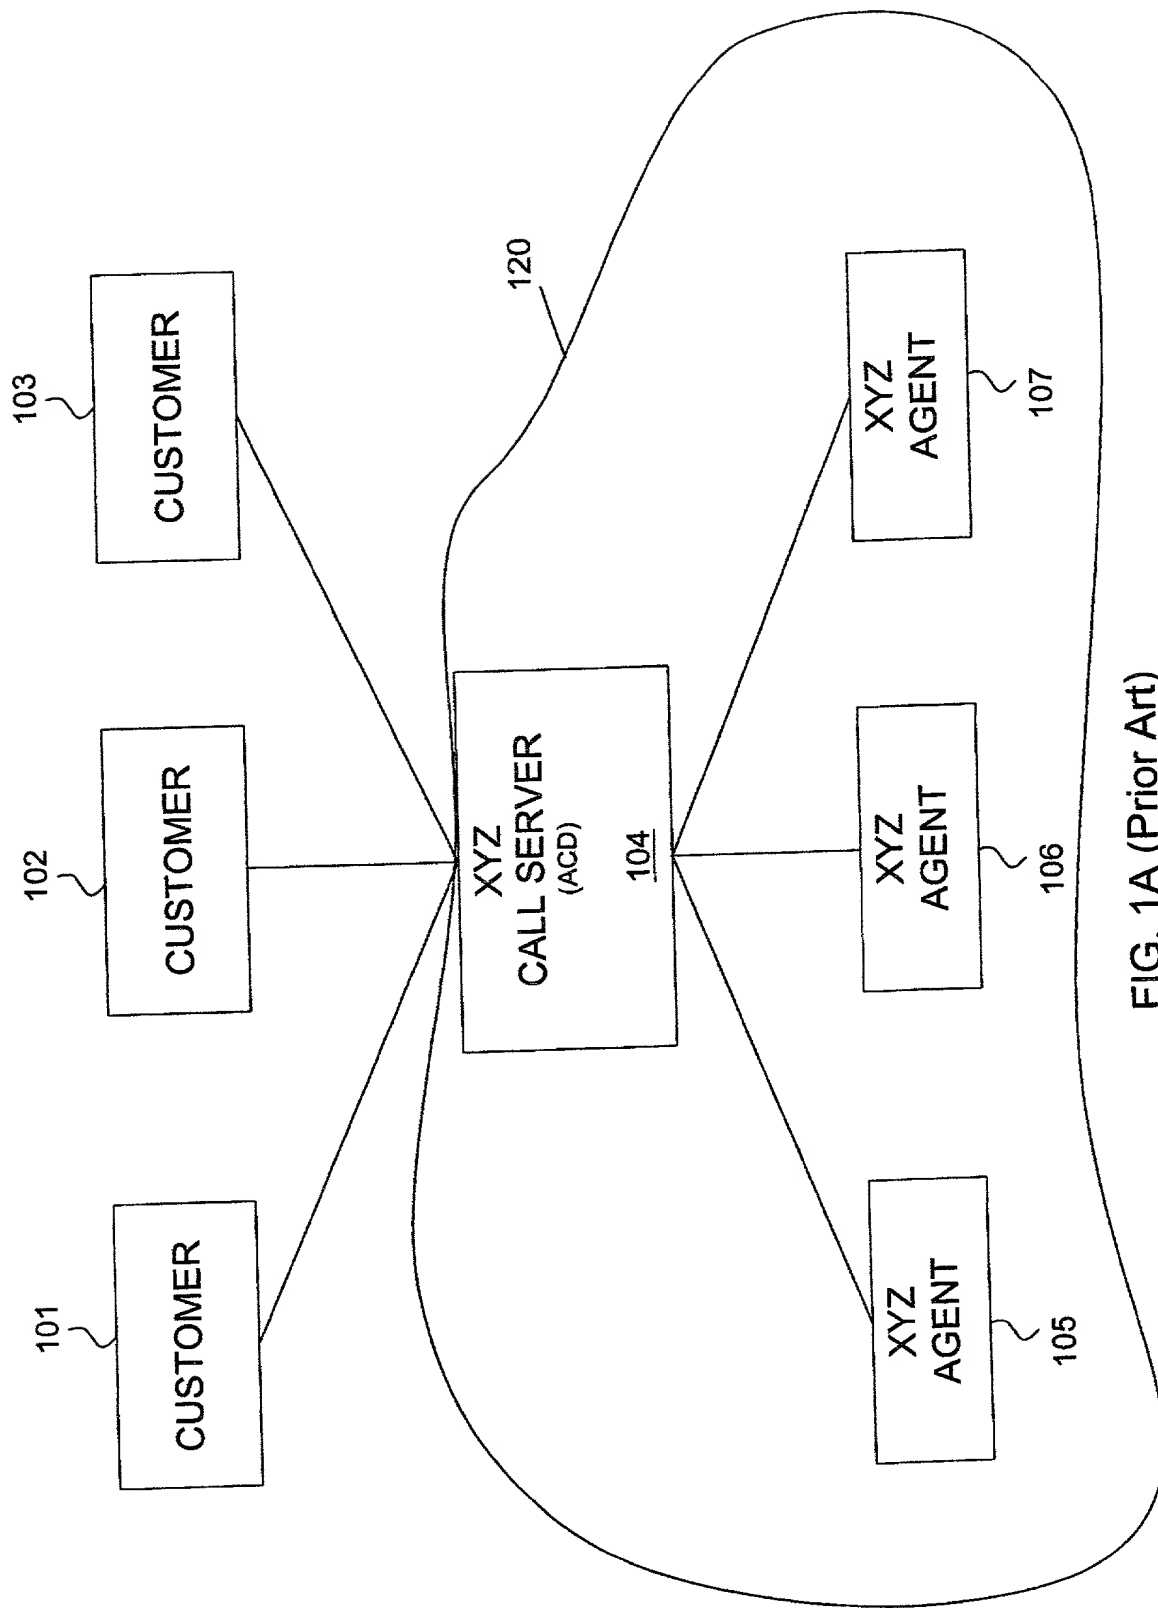 101
102
103
CUSTOMER
CUSTOMER
CUSTOMER
120
XYZ
CALL SERVER
(ACD)
104
XYZ
AGENT
XYZ
AGENT
XYZ
AGENT
105
106
107
FIG. 1A (Prior Art)